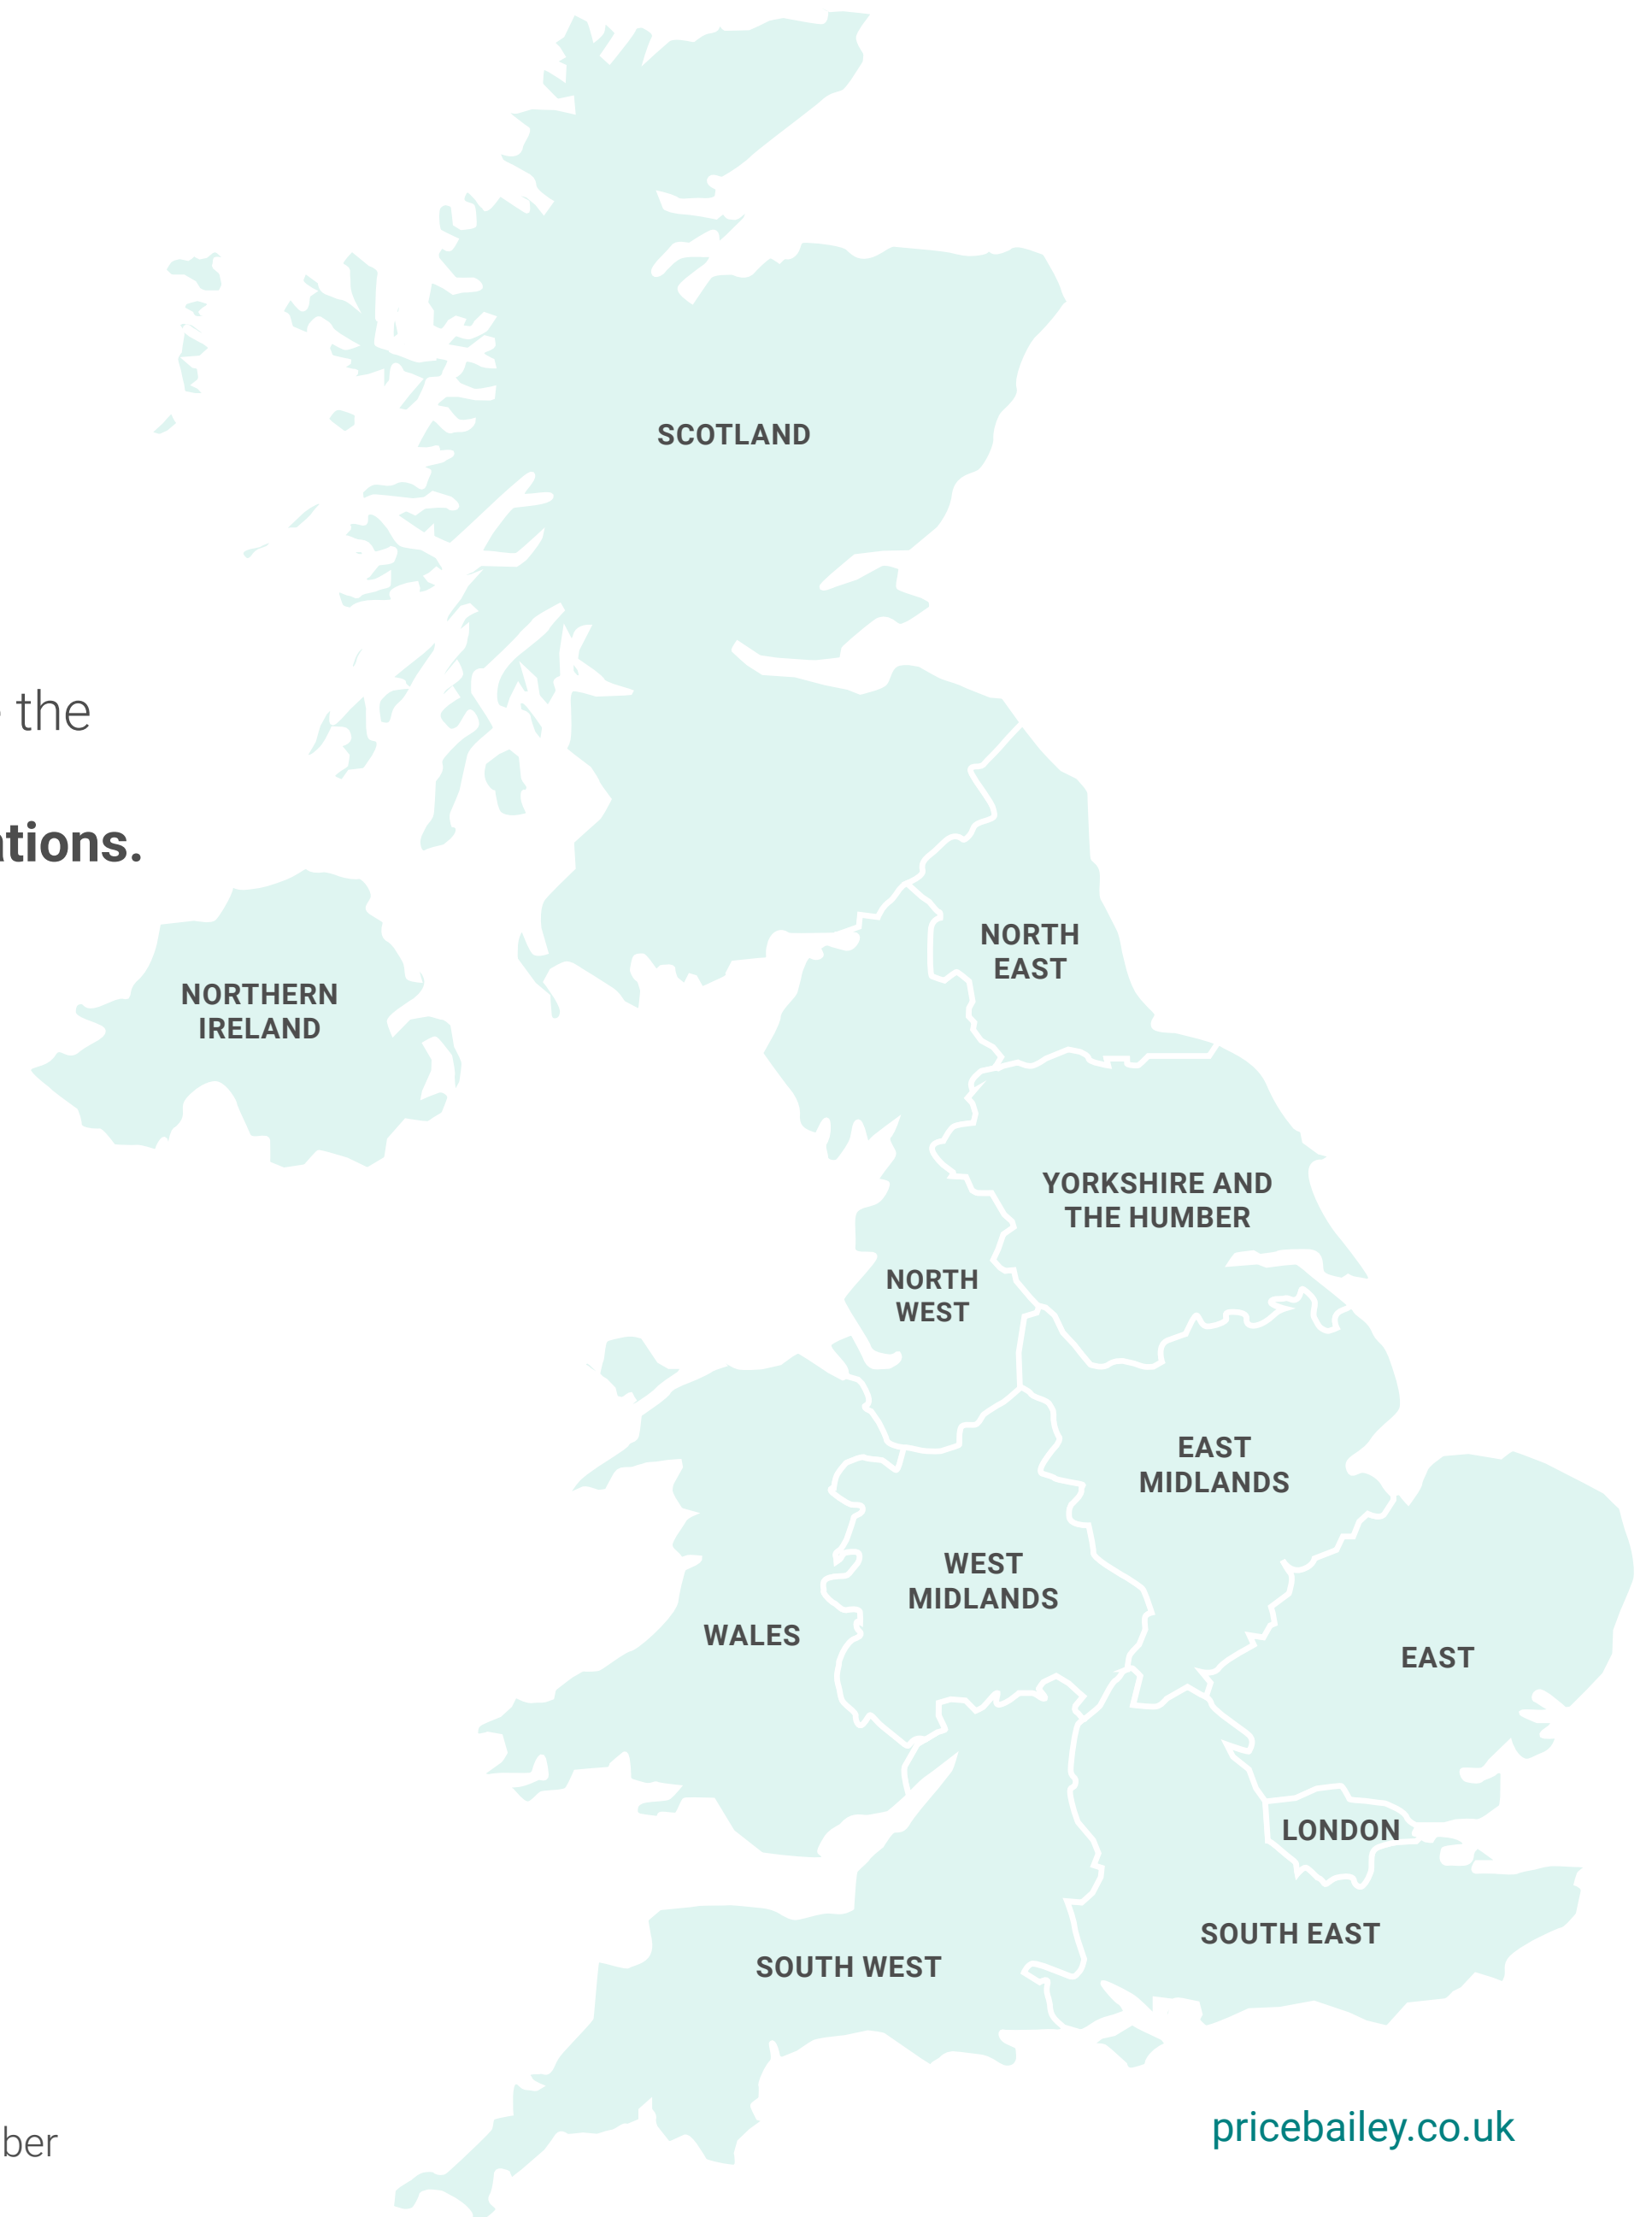 SCOTLAND
the
ations.
NORTH
EAST
NORTHERN
IRELAND
YORKSHIRE AND
THE HUMBER
NORTH
WEST
EAST
MIDLANDS
WEST
MIDLANDS
WALES
EAST
LONDON
SOUTH EAST
SOUTH WEST
pricebailey.co.uk
ber